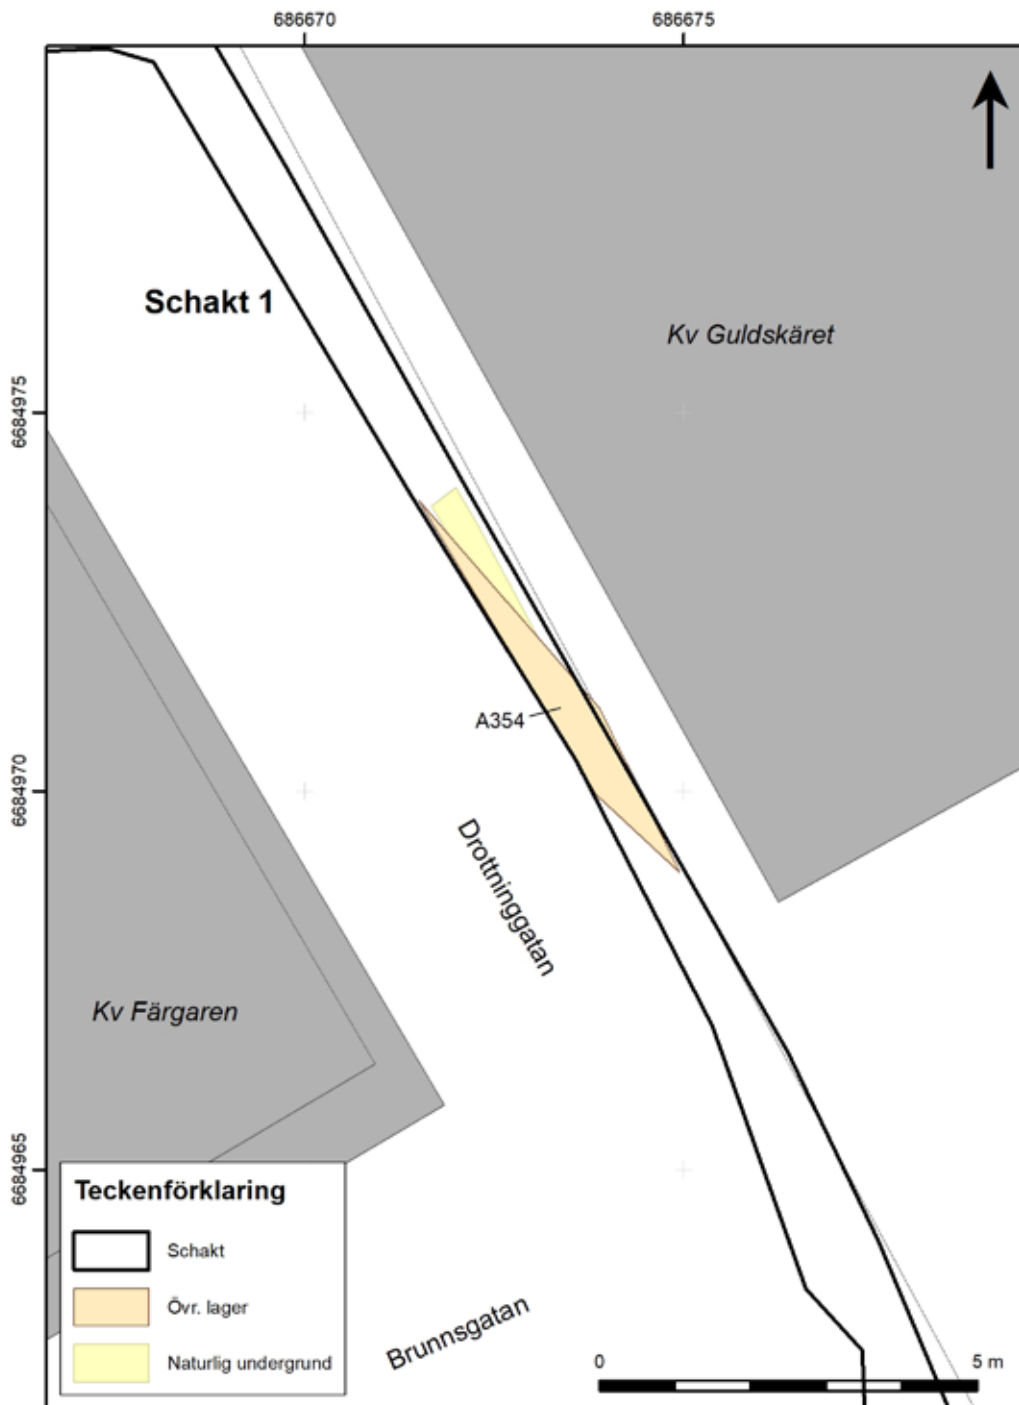 686670
686675
Schakt 1
Kv Guldskäret
6684975
A354
6684970
Drottninggatan
Kv Färgaren
6684965
Teckenförklaring
Schakt
Övr. lager
Naturlig undergrund
Brunnsgatan
0 5 m